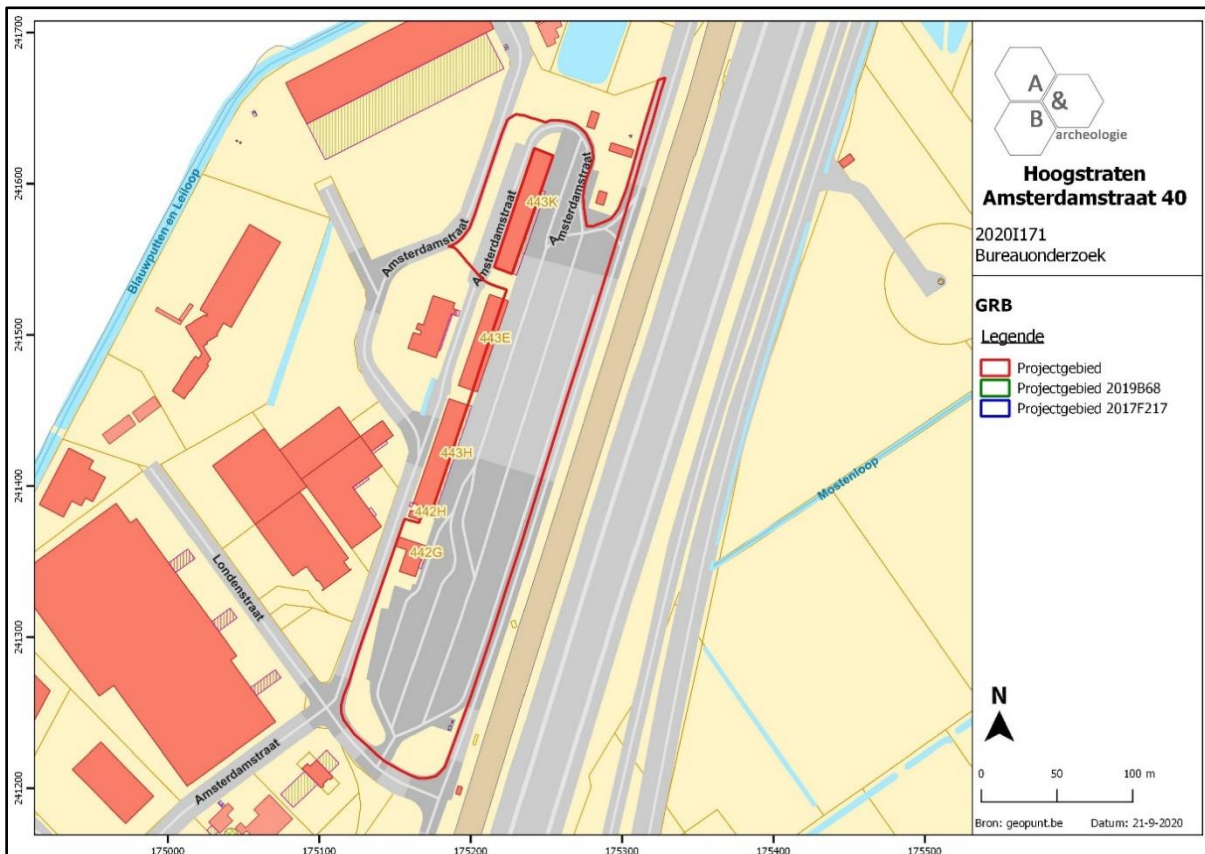 241700
241600
241500
241400
241300
241200
175000
175100
175200
175300
175400
175500
Blauwputten en Leiloop
Amsterdamstraat
Amsterdamstraat
Amsterdamstraat
443K
443E
443H
442H
442G
Londenstraat
Amsterdamstraat
Mostenloop
A
&
B
archeologie
Hoogstraten
Amsterdamstraat 40
2020I171
Bureauonderzoek
GRB
Legende
Projectgebied
Projectgebied 2019B68
Projectgebied 2017F217
N
0 50 100 m
Bron: geopunt.be Datum: 21-9-2020